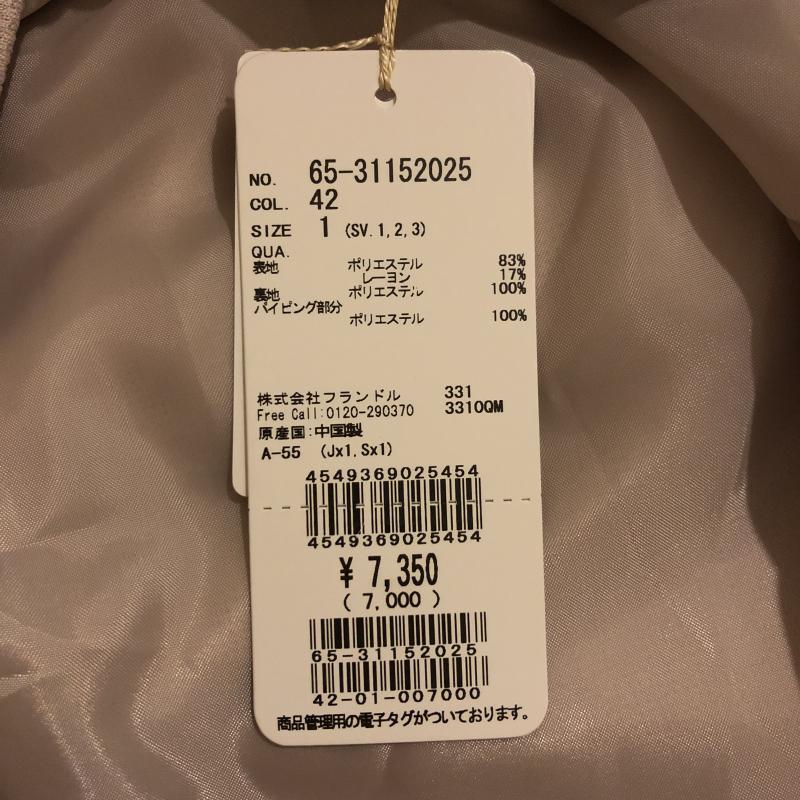 NO. 65-31152025
COL. 42
SIZE 1 (SV.1,2,3)
QUA.
表地 ポリエステル 83%
レーヨン 17%
裏地 ポリエステル 100%
パイピング部分
ポリエステル 100%
株式会社フランドル 331
Free Call:0120-290370 3310QM
原産国:中国製
A-55 (Jx1,Sx1)
4549369025454
4549369025454
¥ 7,350
( 7,000 )
65-31152025
42-01-007000
商品管理用の電子タグがついております。